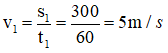 v₁ = s₁/t₁ = 300/60 = 5m / s